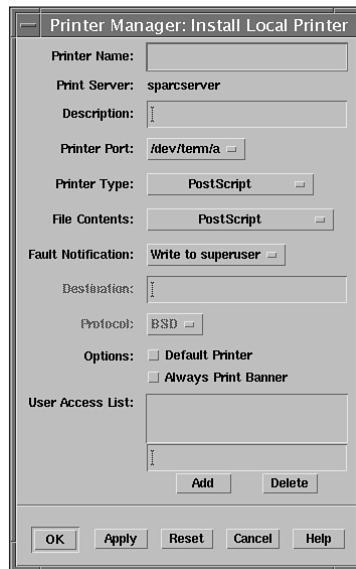 Printer Manager: Install Local Printer
Printer Name:
Print Server: sparcserver
Description:
Printer Port: /dev/term/a
Printer Type: PostScript
File Contents: PostScript
Fault Notification: Write to superuser
Destination:
Protocol: BSD
Options: Default Printer
Always Print Banner
User Access List:
Add Delete
OK Apply Reset Cancel Help